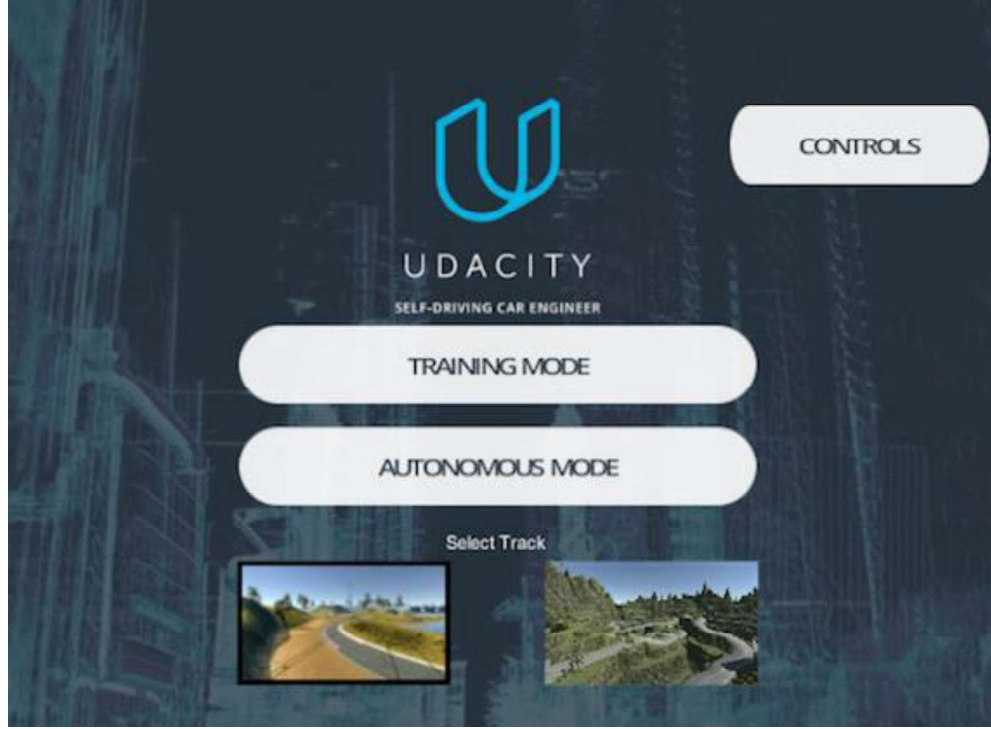 CONTROLS
UDACITY
SELF-DRIVING CAR ENGINEER
TRAINING MODE
AUTONOMOUS MODE
Select Track